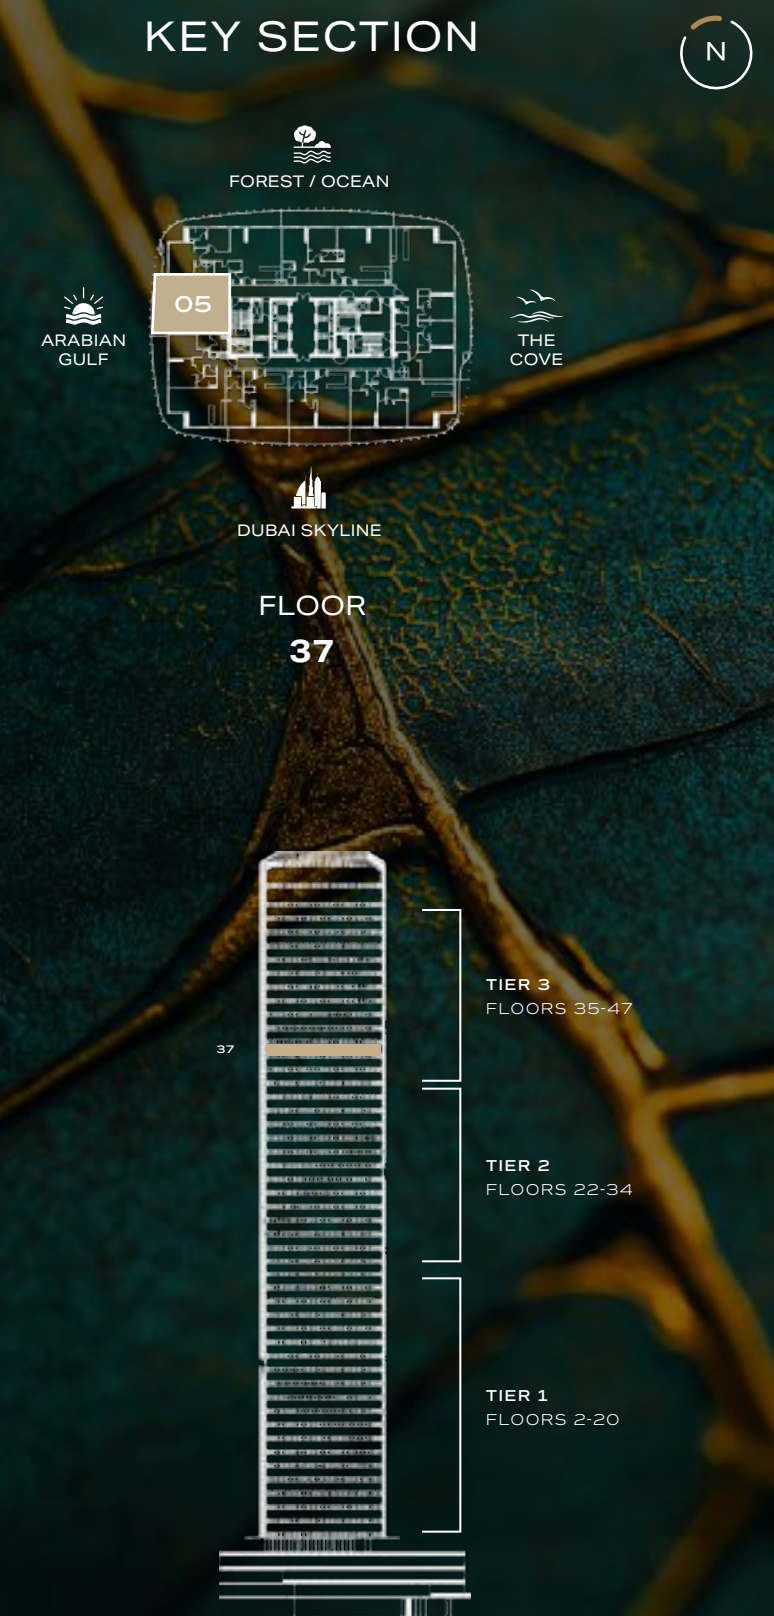 KEY SECTION
N
FOREST / OCEAN
05
ARABIAN
GULF
THE
COVE
DUBAI SKYLINE
FLOOR
37
TIER 3
FLOORS 35-47
37
TIER 2
FLOORS 22-34
TIER 1
FLOORS 2-20